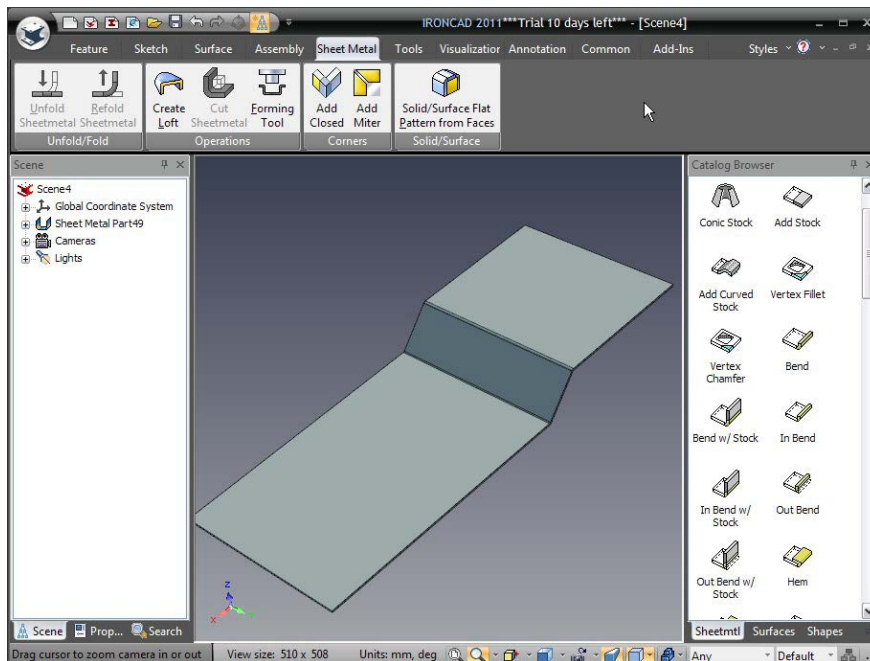 IRONCAD 2011***Trial 10 days left*** - [Scene4]
Feature Sketch Surface Assembly Sheet Metal Tools Visualization Annotation Common Add-Ins Styles
Unfold Sheetmetal
Refold Sheetmetal
Create Loft
Cut Sheetmetal
Forming Tool
Add Closed
Add Miter
Solid/Surface Flat
Pattern from Faces
Unfold/Fold Operations Corners Solid/Surface
Scene
Scene4
Global Coordinate System
Sheet Metal Part49
Cameras
Lights
Z
X
Y
Catalog Browser
Conic Stock
Add Stock
Add Curved
Stock
Vertex Fillet
Vertex
Chamfer
Bend
Bend w/ Stock
In Bend
In Bend w/
Stock
Out Bend
Out Bend w/
Stock
Hem
Scene Prop... Search
Sheetmtl Surfaces Shapes
Drag cursor to zoom camera in or out View size: 510 x 508 Units: mm, deg Any Default